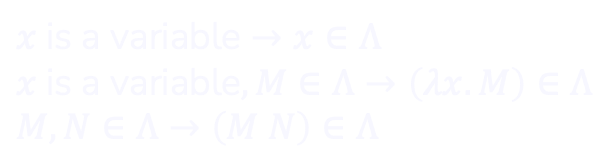 x is a variable → x ∈ Λ
x is a variable, M ∈ Λ → (λx. M) ∈ Λ
M, N ∈ Λ → (M N) ∈ Λ